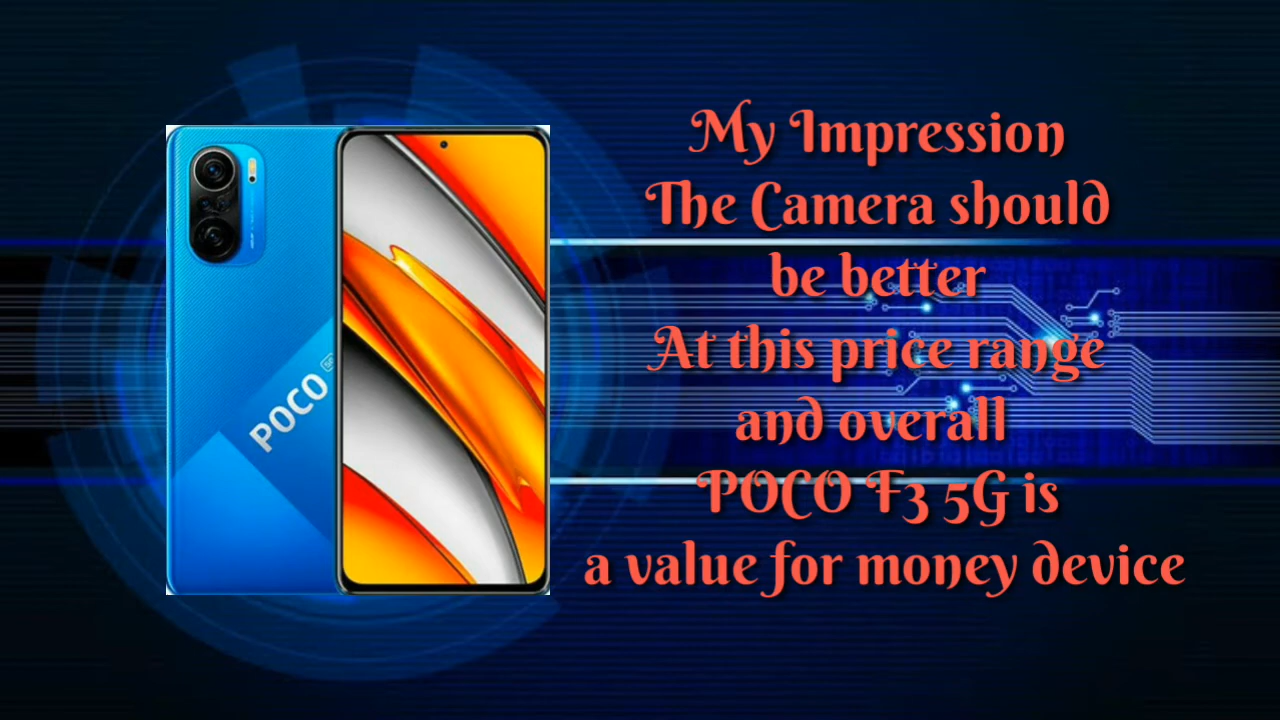 My Impression
The Camera should
be better
At this price range
and overall
POCO F3 5G is
a value for money device
POCO 5G